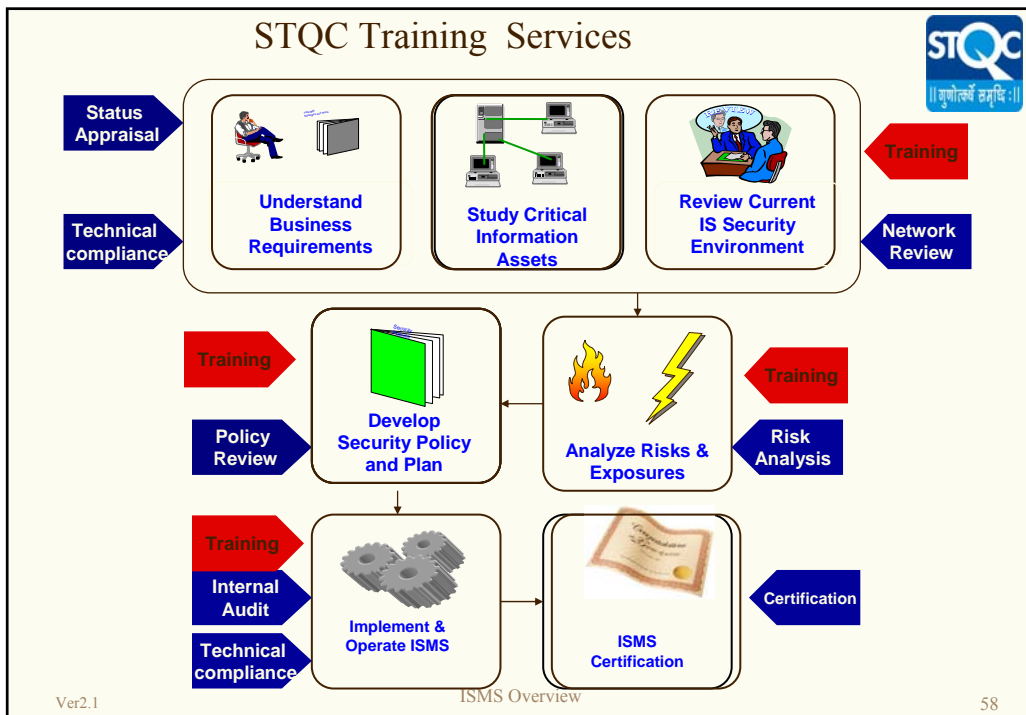 STQC Training Services
STQC
॥ गुणोत्कर्षे समृद्धि : ॥
Status
Appraisal
Technical
compliance
Understand
Business
Requirements
Study Critical
Information
Assets
Review Current
IS Security
Environment
Training
Network
Review
Training
Policy
Review
Develop
Security Policy
and Plan
Analyze Risks &
Exposures
Training
Risk
Analysis
Training
Internal
Audit
Technical
compliance
Implement &
Operate ISMS
ISMS
Certification
Certification
Ver2.1
ISMS Overview
58